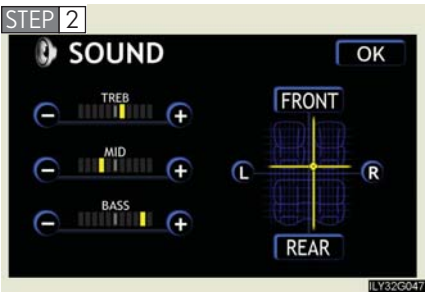 STEP 2
SOUND
OK
TREB
- +
MID
- +
BASS
- +
FRONT
L R
REAR
ILY32G047